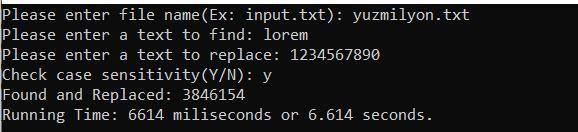 Please enter file name(Ex: input.txt): yuzmilyon.txt
Please enter a text to find: lorem
Please enter a text to replace: 1234567890
Check case sensitivity(Y/N): y
Found and Replaced: 3846154
Running Time: 6614 miliseconds or 6.614 seconds.